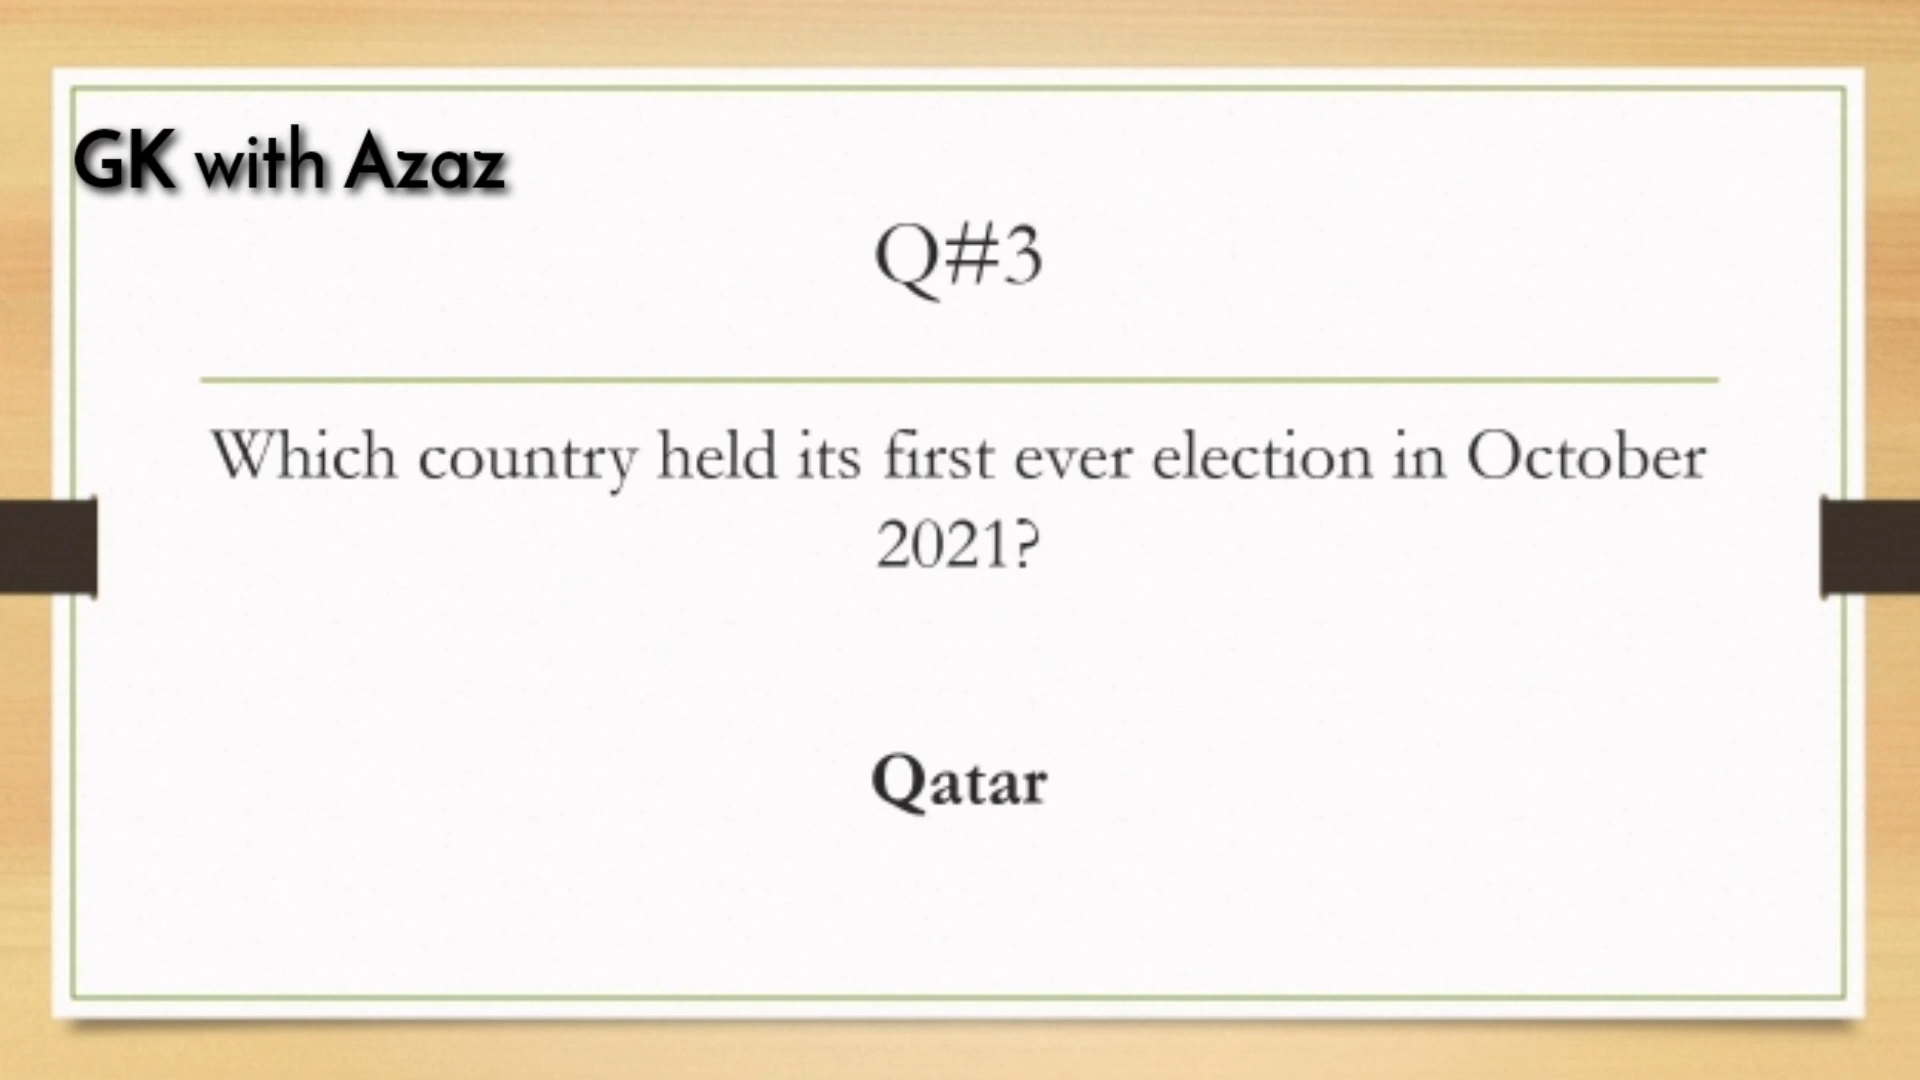 GK with Azaz
Q#3
Which country held its first ever election in October
2021?
Qatar